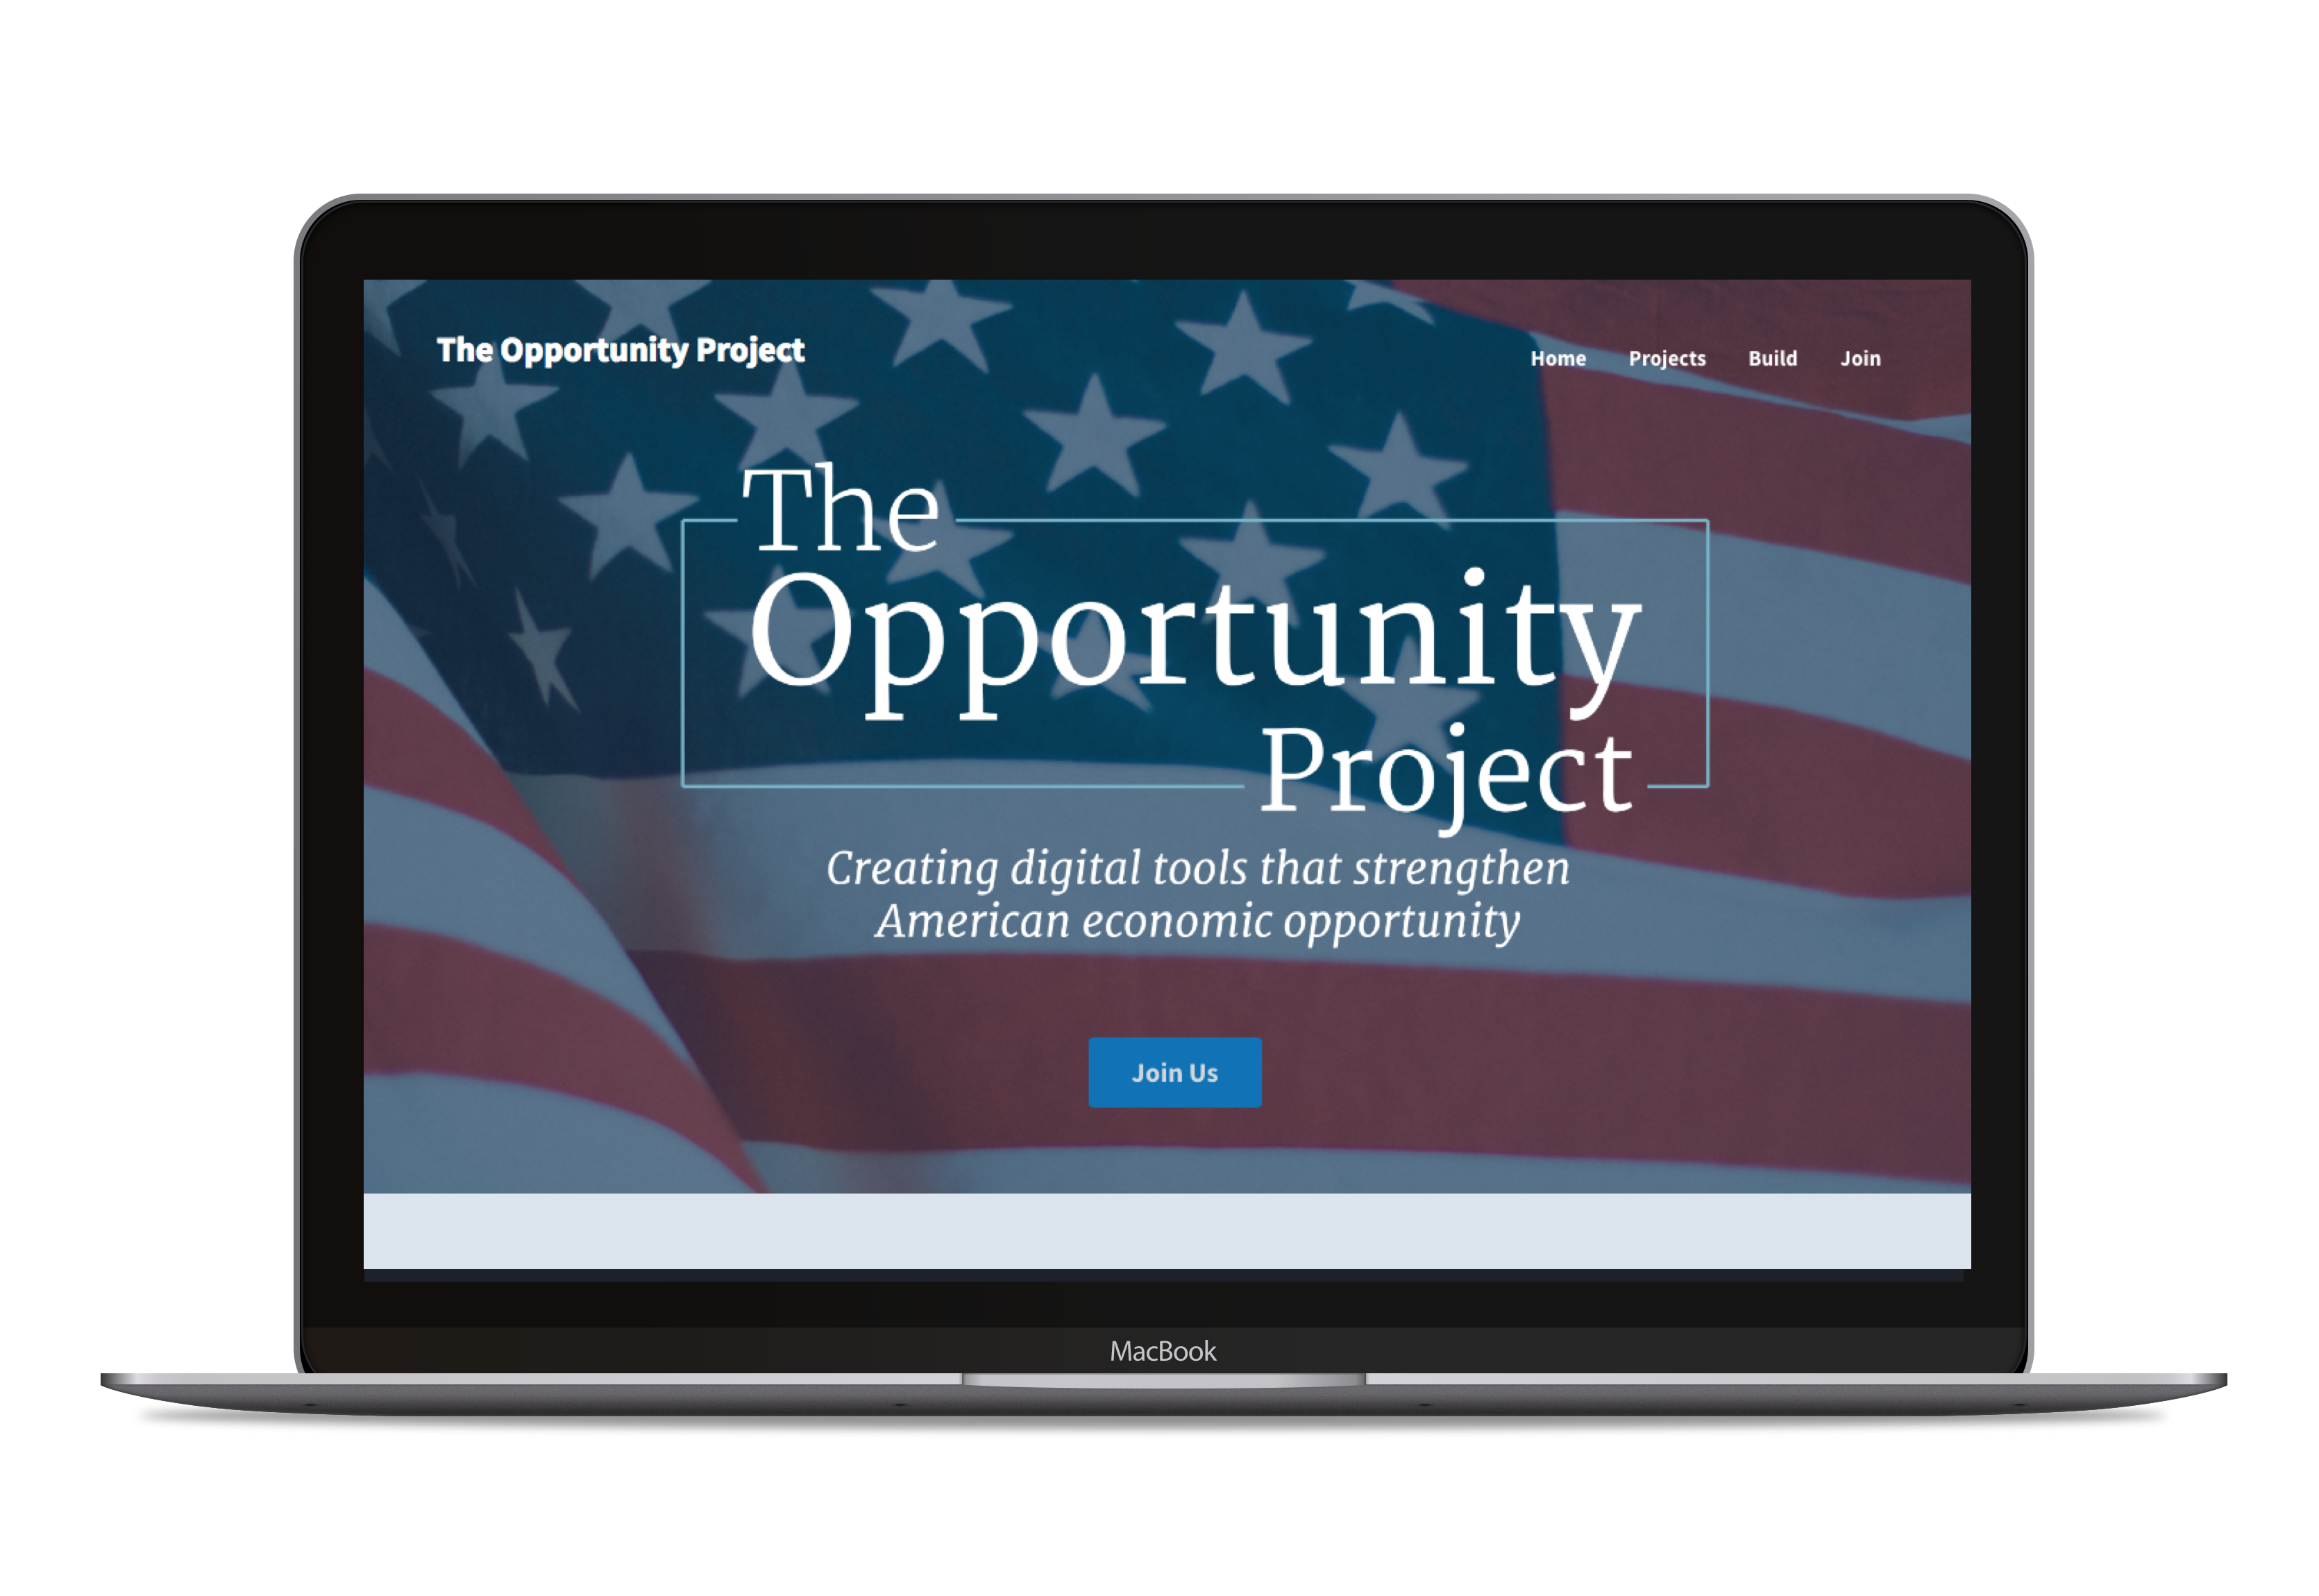 The Opportunity Project
Home Projects Build Join
The
Opportunity
Project
Creating digital tools that strengthen
American economic opportunity
Join Us
MacBook